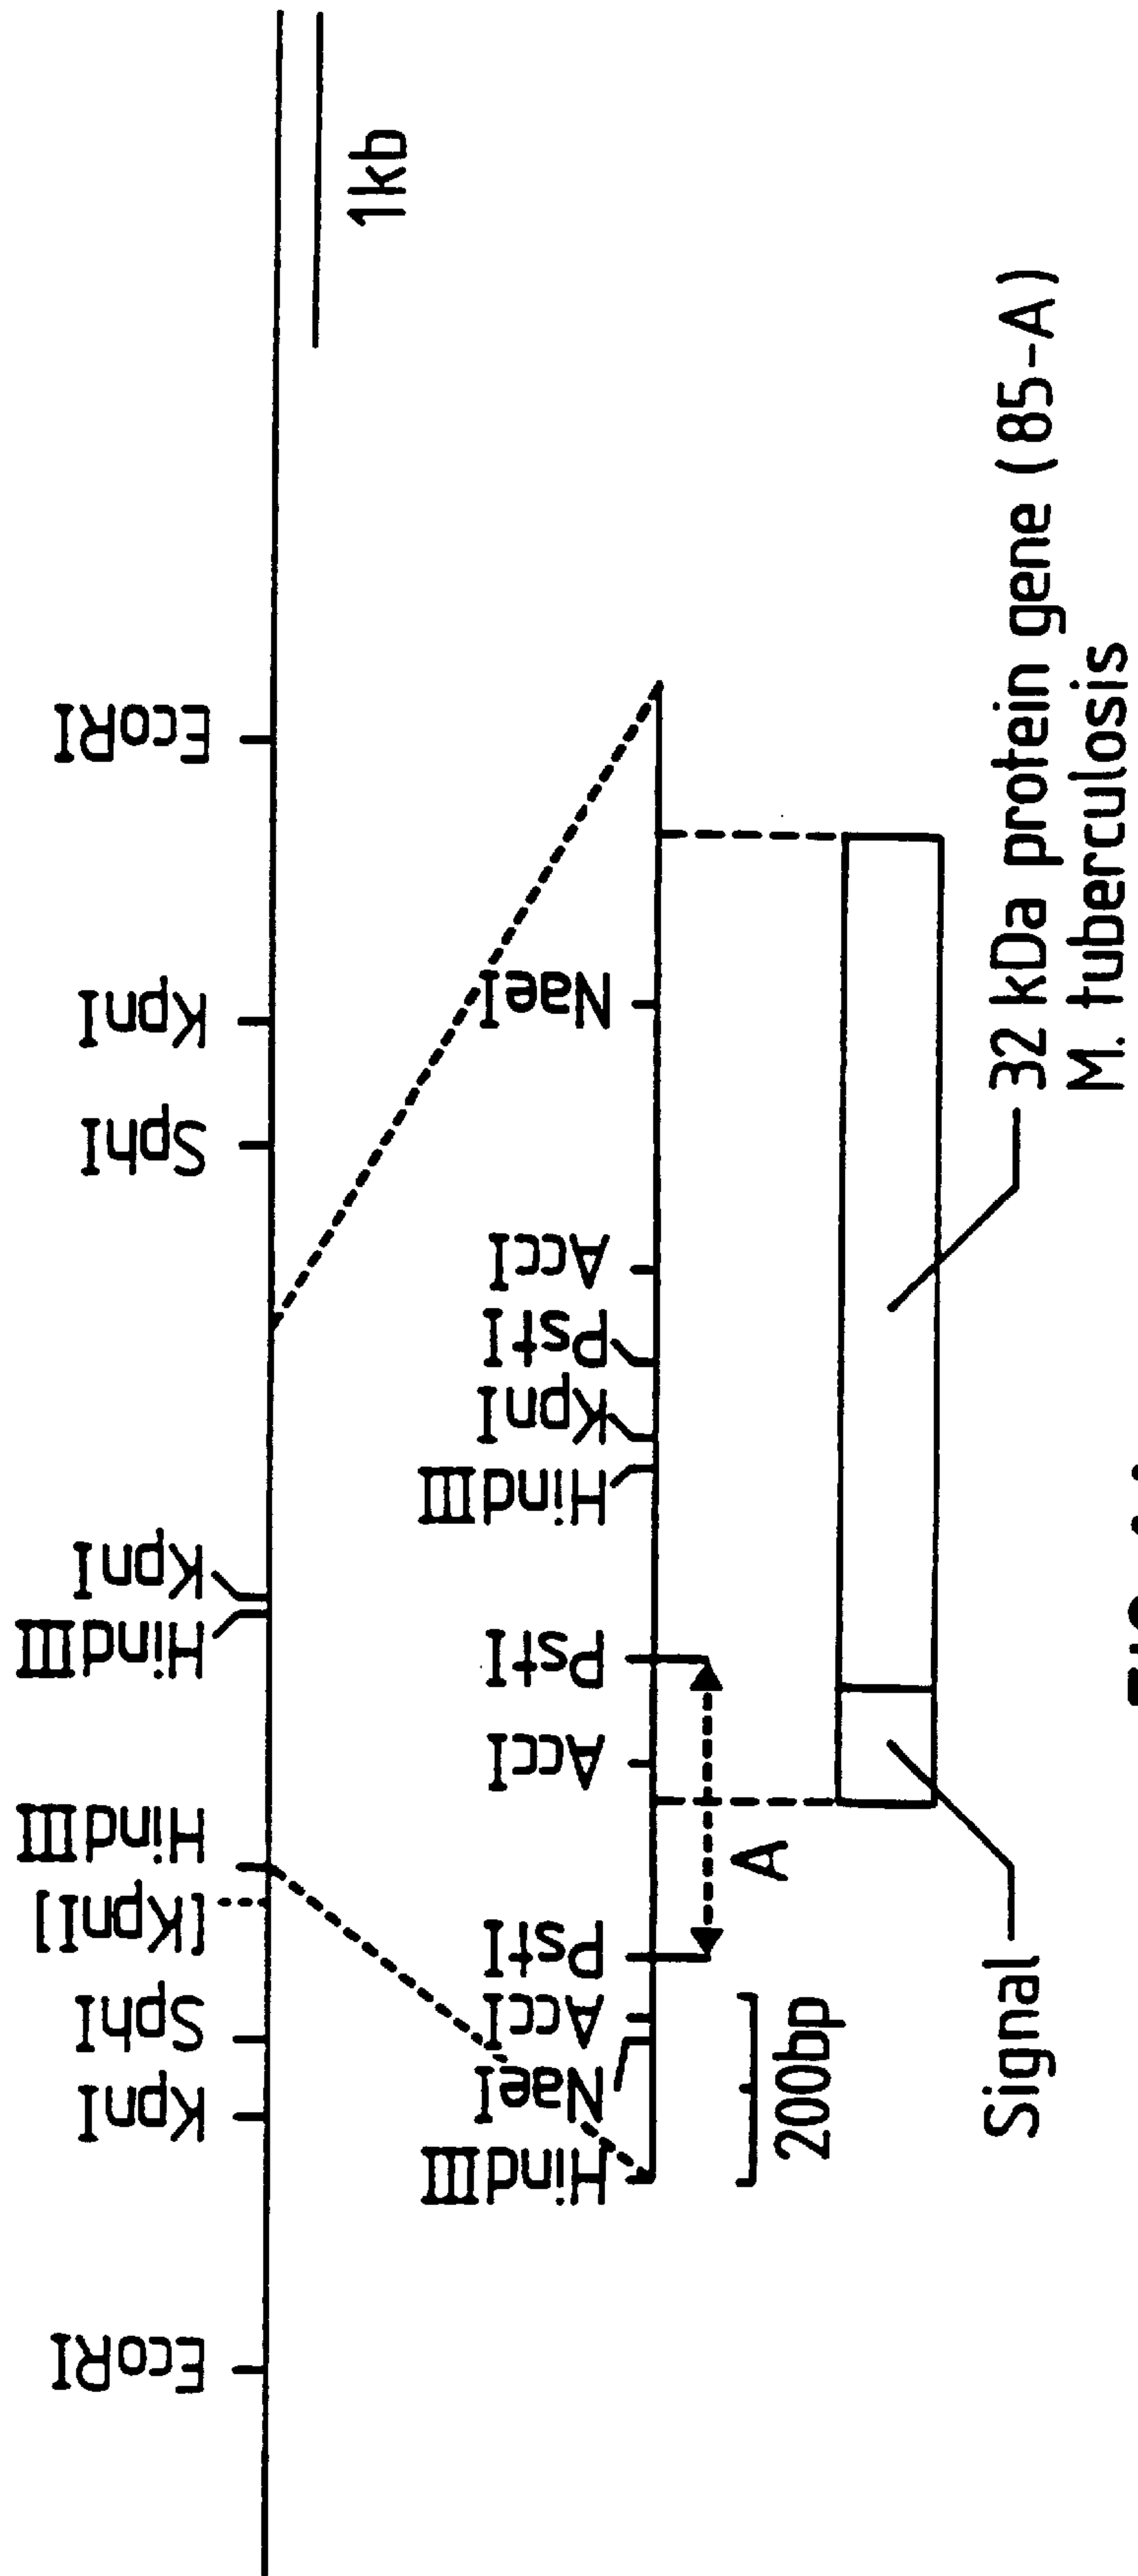 EcoRI
KpnI
SphI
[KpnI]
HindIII
HindIII
KpnI
SphI
KpnI
EcoRI
1kb
HindIII
NaeI
AccI
PstI
AccI
PstI
HindIII
KpnI
PstI
AccI
NaeI
200bp
A
Signal
32 kDa protein gene (85-A)
M. tuberculosis